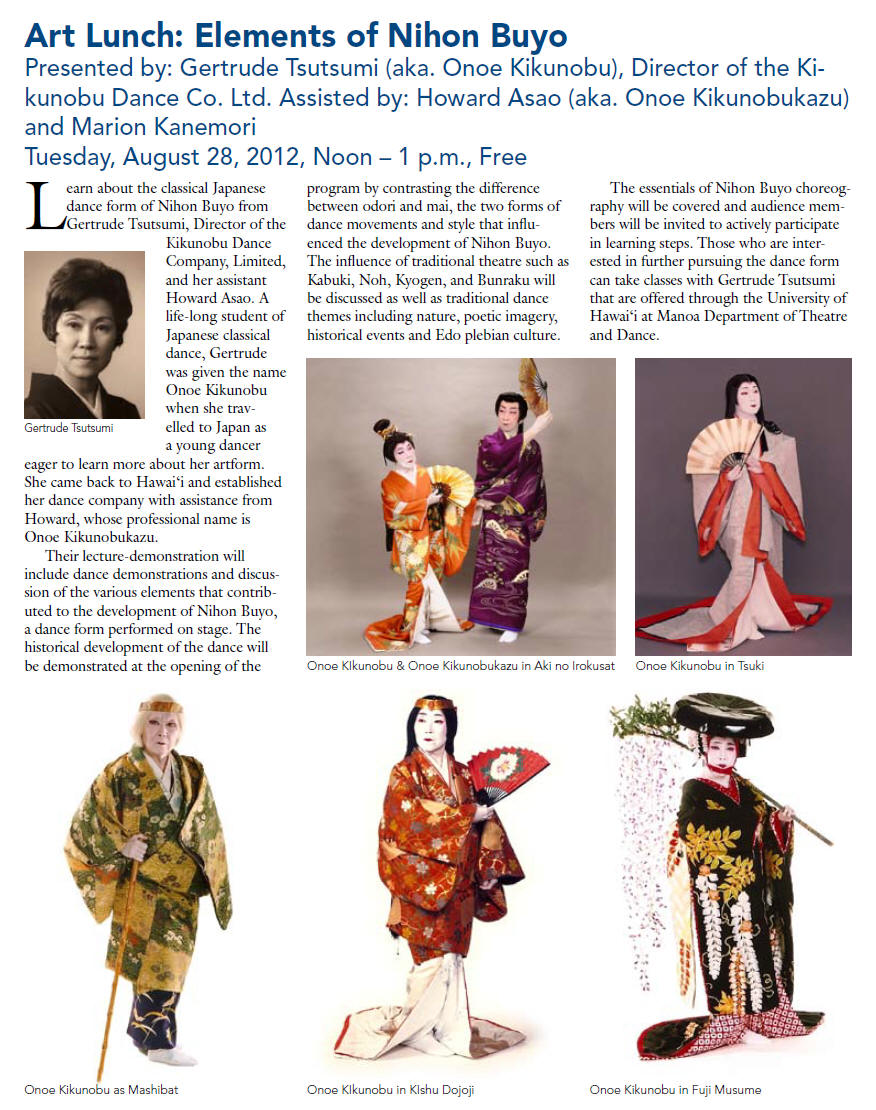 Art Lunch: Elements of Nihon Buyo
Presented by: Gertrude Tsutsumi (aka. Onoe Kikunobu), Director of the Ki-
kunobu Dance Co. Ltd. Assisted by: Howard Asao (aka. Onoe Kikunobukazu)
and Marion Kanemori
Tuesday, August 28, 2012, Noon – 1 p.m., Free
Learn about the classical Japanese
dance form of Nihon Buyo from
Gertrude Tsutsumi, Director of the
Kikunobu Dance
Company, Limited,
and her assistant
Howard Asao. A
life-long student of
Japanese classical
dance, Gertrude
was given the name
Onoe Kikunobu
when she trav-
elled to Japan as
a young dancer
eager to learn more about her artform.
She came back to Hawai‘i and established
her dance company with assistance from
Howard, whose professional name is
Onoe Kikunobukazu.
Their lecture-demonstration will
include dance demonstrations and discus-
sion of the various elements that contrib-
uted to the development of Nihon Buyo,
a dance form performed on stage. The
historical development of the dance will
be demonstrated at the opening of the
Gertrude Tsutsumi
program by contrasting the difference
between odori and mai, the two forms of
dance movements and style that influ-
enced the development of Nihon Buyo.
The influence of traditional theatre such as
Kabuki, Noh, Kyogen, and Bunraku will
be discussed as well as traditional dance
themes including nature, poetic imagery,
historical events and Edo plebian culture.
The essentials of Nihon Buyo choreog-
raphy will be covered and audience mem-
bers will be invited to actively participate
in learning steps. Those who are inter-
ested in further pursuing the dance form
can take classes with Gertrude Tsutsumi
that are offered through the University of
Hawai‘i at Manoa Department of Theatre
and Dance.
Onoe KIkunobu & Onoe Kikunobukazu in Aki no Irokusat
Onoe Kikunobu in Tsuki
Onoe Kikunobu as Mashibat
Onoe KIkunobu in KIshu Dojoji
Onoe Kikunobu in Fuji Musume